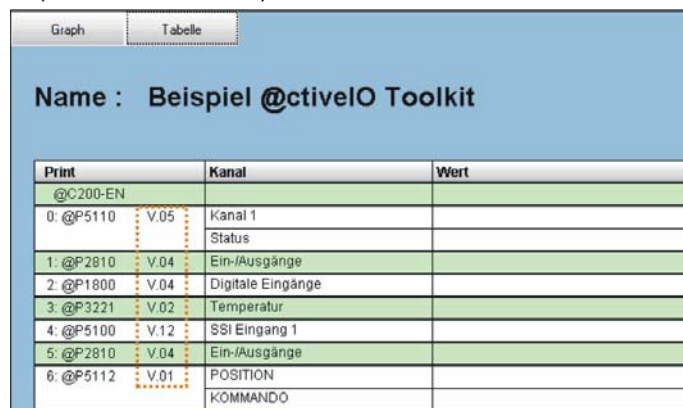 Graph Tabelle
Name : Beispiel @ctiveIO Toolkit
Print Kanal Wert
@C200-EN
0: @P5110 V.05 Kanal 1
Status
1: @P2810 V.04 Ein-/Ausgänge
2: @P1800 V.04 Digitale Eingänge
3: @P3221 V.02 Temperatur
4: @P5100 V.12 SSI Eingang 1
5: @P2810 V.04 Ein-/Ausgänge
6: @P5112 V.01 POSITION
KOMMANDO